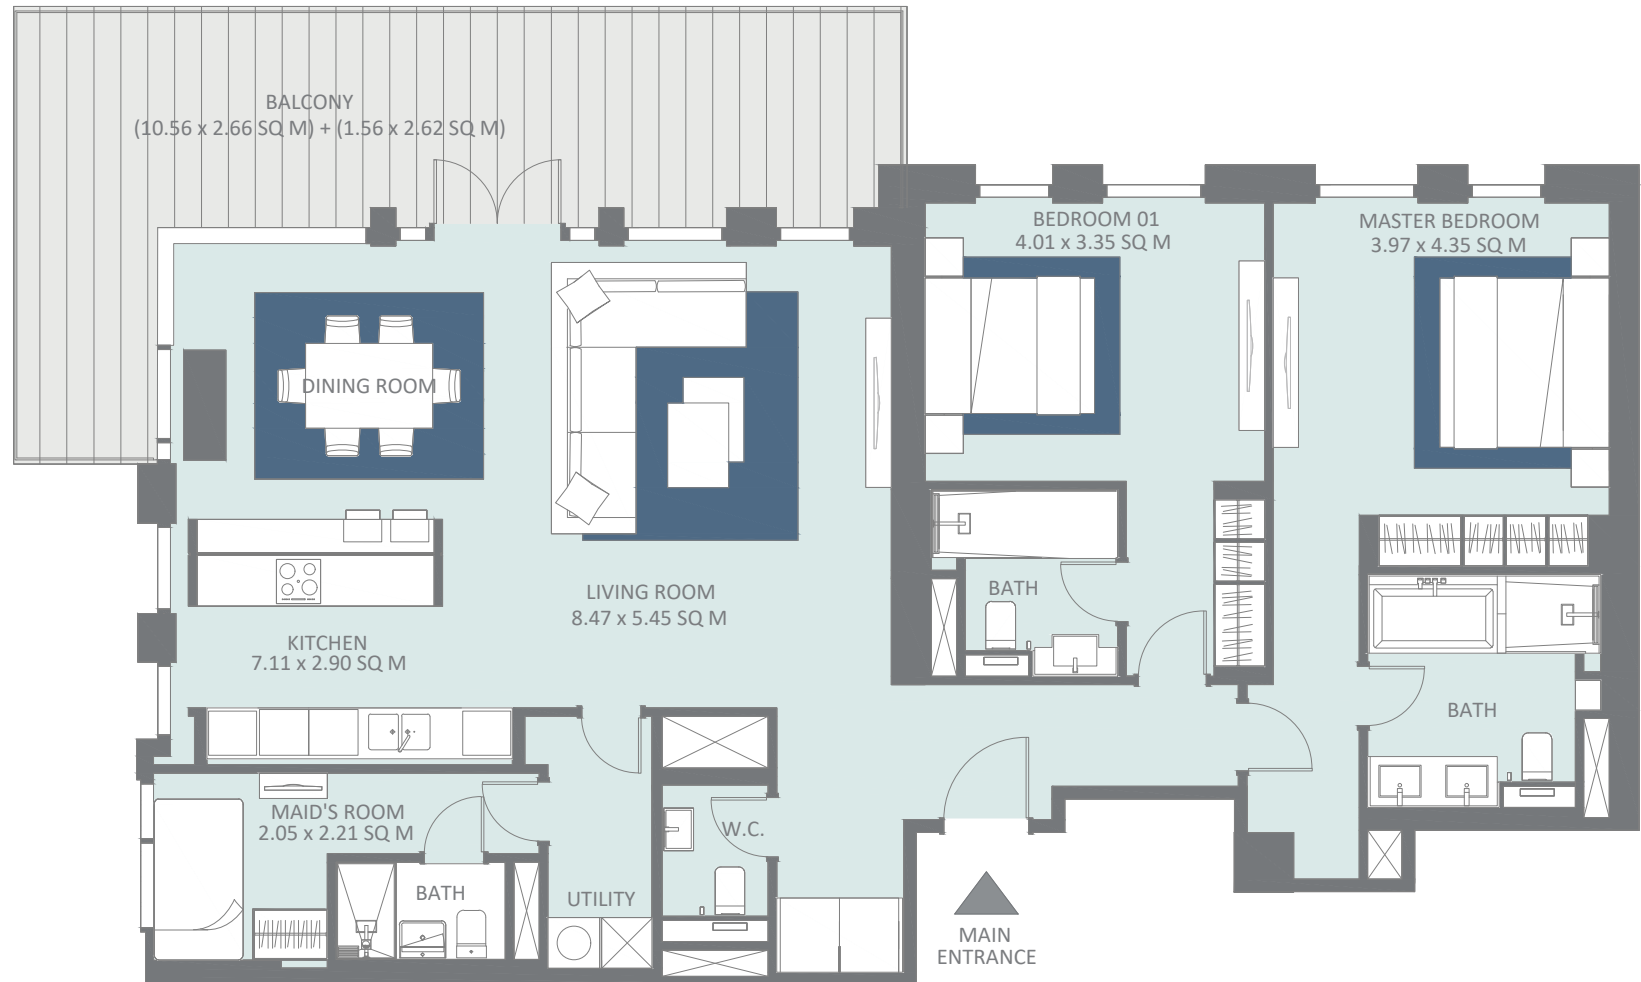 BALCONY
(10.56 x 2.66 SQ M) + (1.56 x 2.62 SQ M)
BEDROOM 01
4.01 x 3.35 SQ M
MASTER BEDROOM
3.97 x 4.35 SQ M
DINING ROOM
LIVING ROOM
8.47 x 5.45 SQ M
BATH
KITCHEN
7.11 x 2.90 SQ M
BATH
MAID'S ROOM
2.05 x 2.21 SQ M
W.C.
BATH
UTILITY
MAIN
ENTRANCE